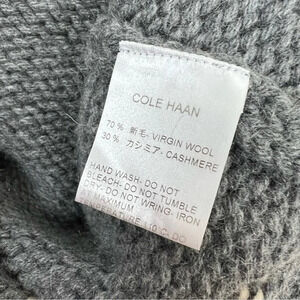 COLE HAAN
70% 新毛-VIRGIN WOOL
30% カシミア-CASHMERE
HAND WASH- DO NOT
BLEACH- DO NOT TUMBLE
DRY- DO NOT WRING- IRON
MAXIMUM